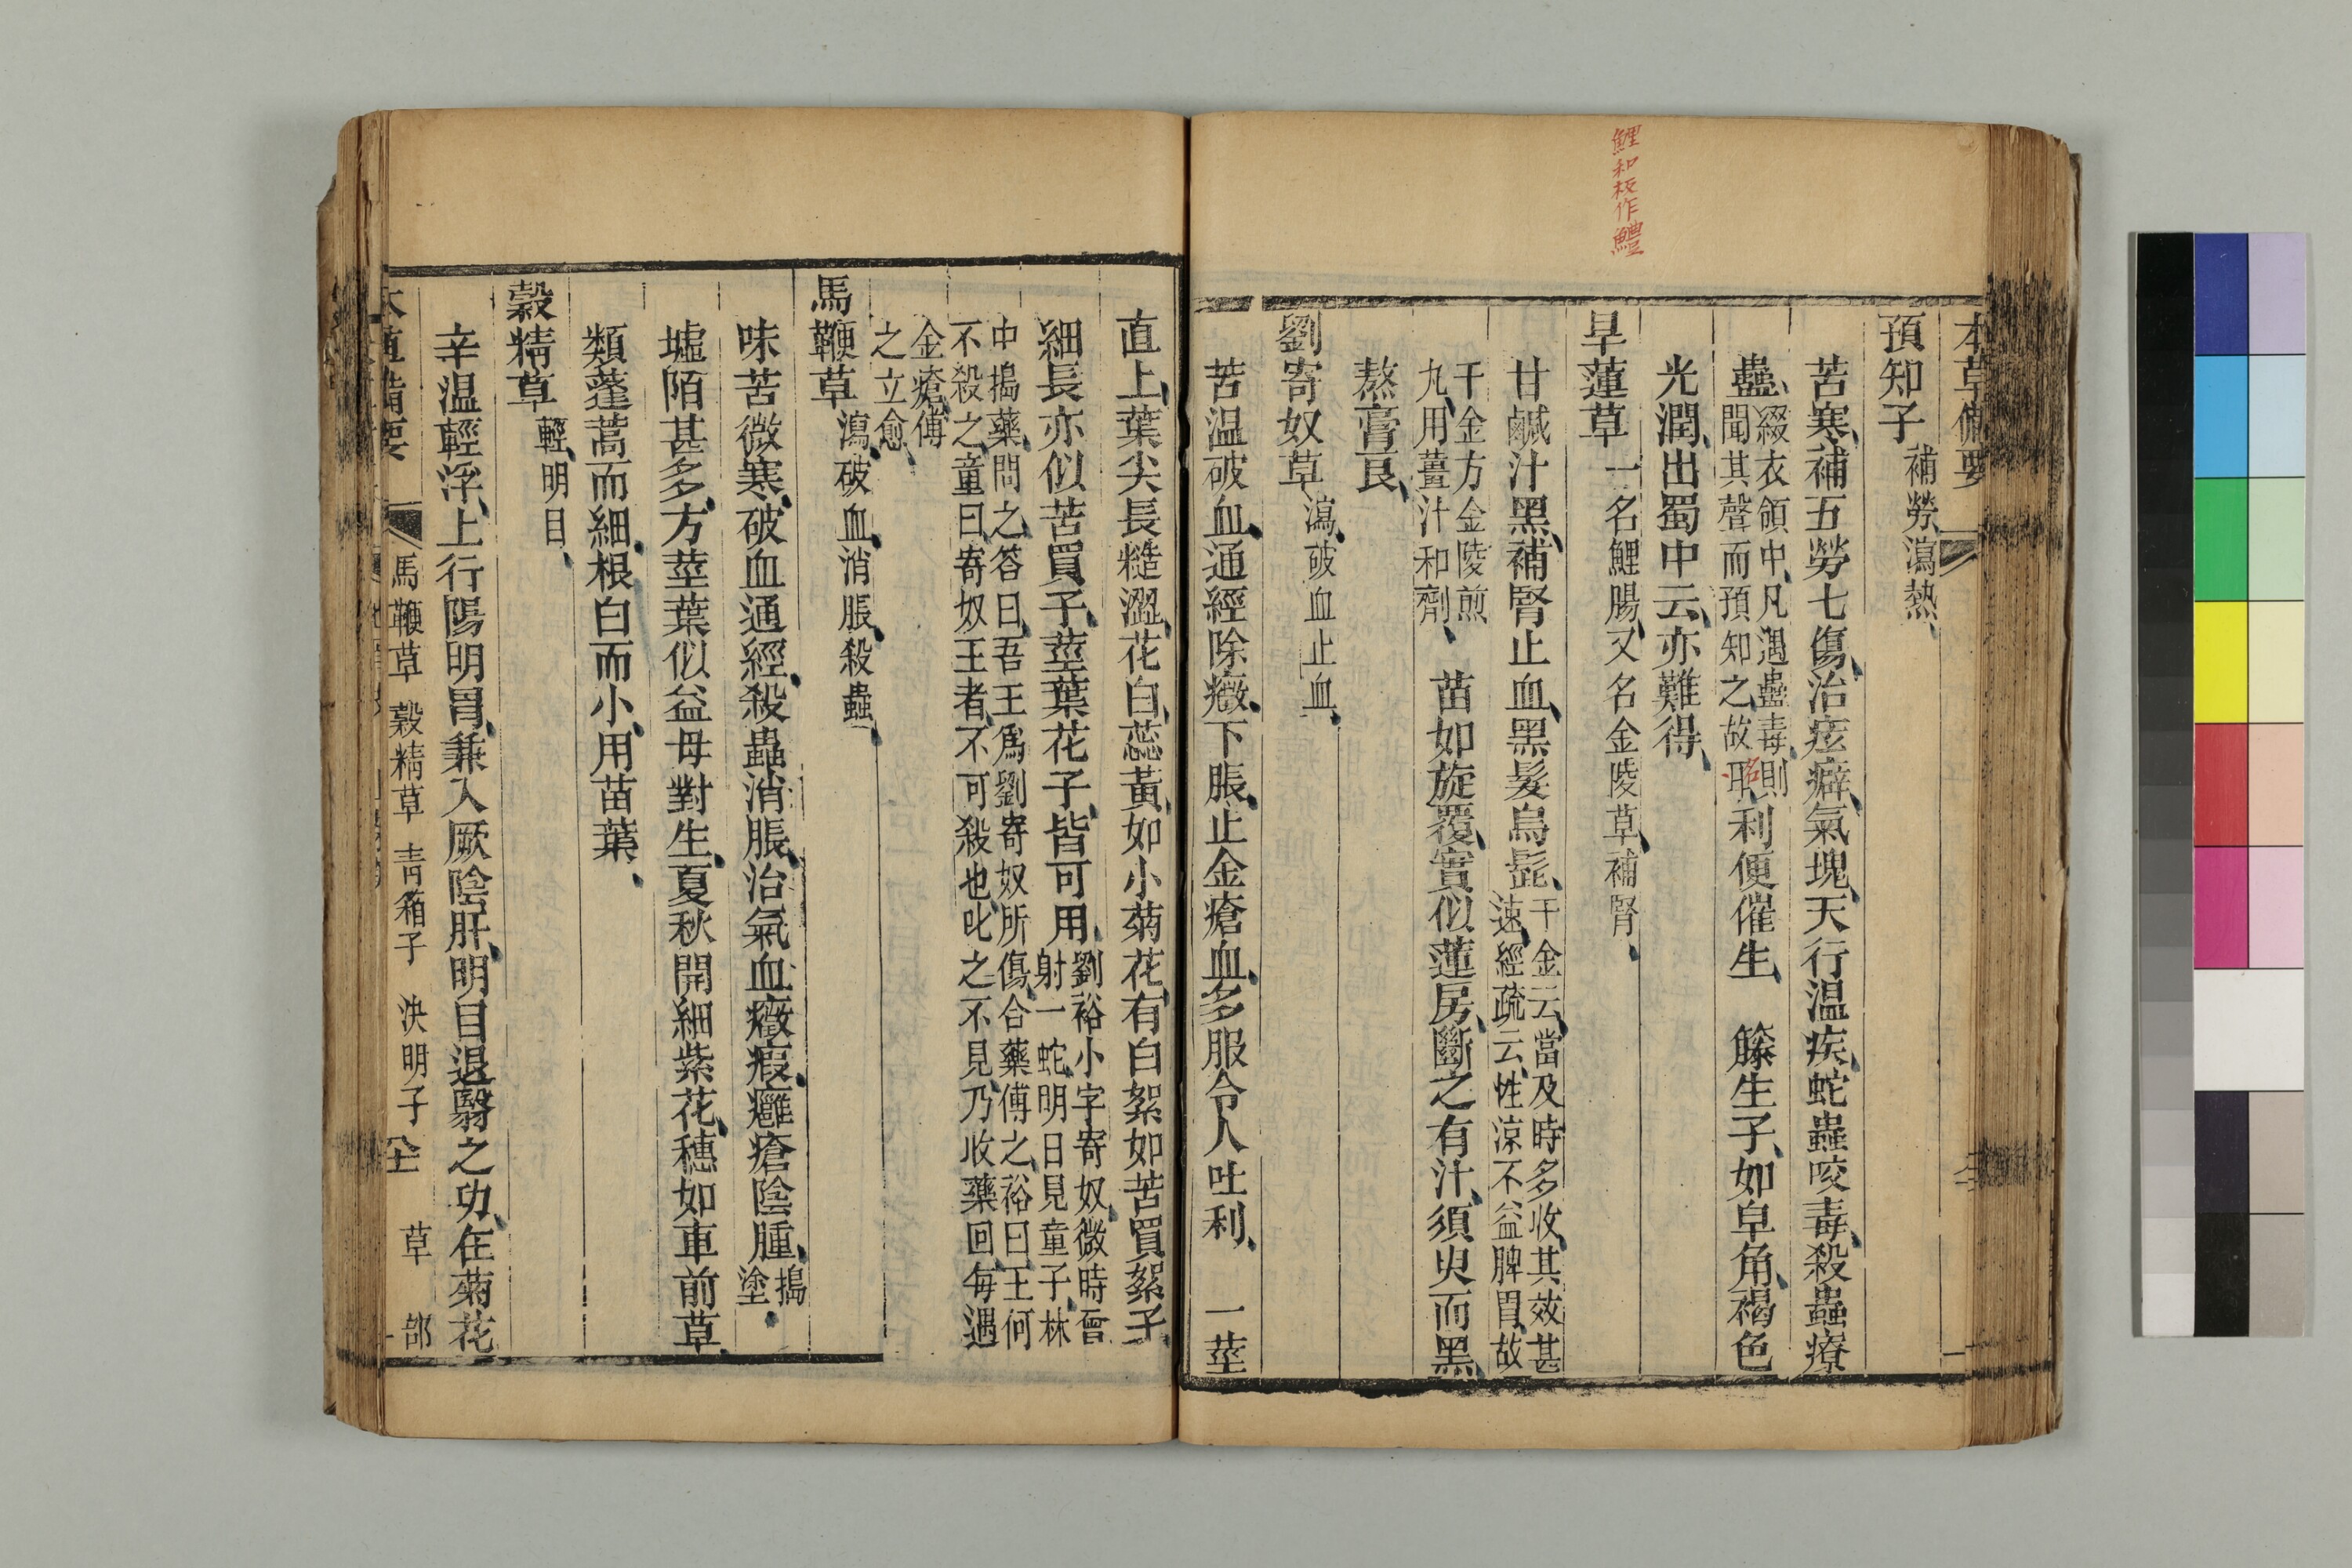 鯉和板作鱧
本草備要
預知子補勞瀉熱
苦寒補五勞七傷治痃癖氣塊天行温疾蛇蟲咬毒殺蟲療
蠱綴衣領中凡遇蠱毒則聞其聲而預知之故名利便催生 籐生子如皁角褐色
光潤出蜀中云亦難得
旱蓮草一名鯉腸又名金陵草補腎
甘鹹汁黑補腎止血黑髮烏髭千金云當及時多收其效甚速經疏云性涼不益脾胃故
千金方金陵煎丸用薑汁和劑 苗如旋覆實似蓮房斷之有汁須臾而黑
熬膏良
劉寄奴草瀉破血止血
苦温破血通經除癥下脹止金瘡血多服令人吐利 一莖
直上葉尖長糙澀花白蕊黃如小菊花有白絮如苦買絮子
細長亦似苦買子莖葉花子皆可用劉裕小字寄奴微時曾射一蛇明日見童子林
中搗藥問之答曰吾王爲劉寄奴所傷合藥傅之裕曰王何
不殺之童曰寄奴王者不可殺也叱之不見乃收藥回每遇
金瘡傅
之立愈
馬鞭草瀉破血消脹殺蟲
味苦微寒破血通經殺蟲消脹治氣血癥瘕癰瘡陰腫搗塗
墟陌甚多方莖葉似益母對生夏秋開細紫花穗如車前草
類蓬蒿而細根白而小用苗葉
穀精草輕明目
辛温輕浮上行陽明胃兼入厥陰肝明目退翳之功在菊花
本草備要 馬鞭草 穀精草 青箱子 決明子 草部